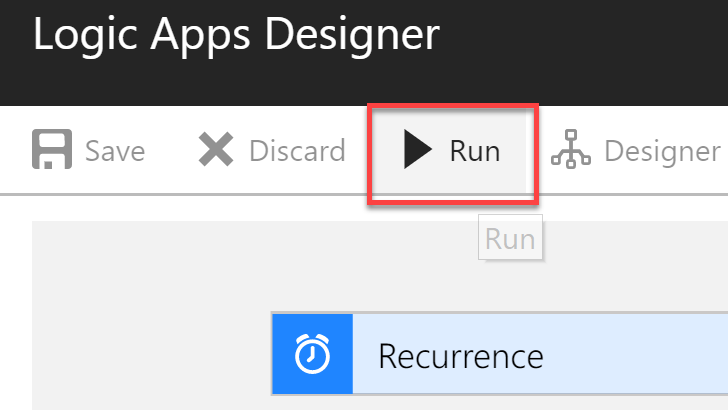 Logic Apps Designer
Save Discard Run Designer
Run
Recurrence